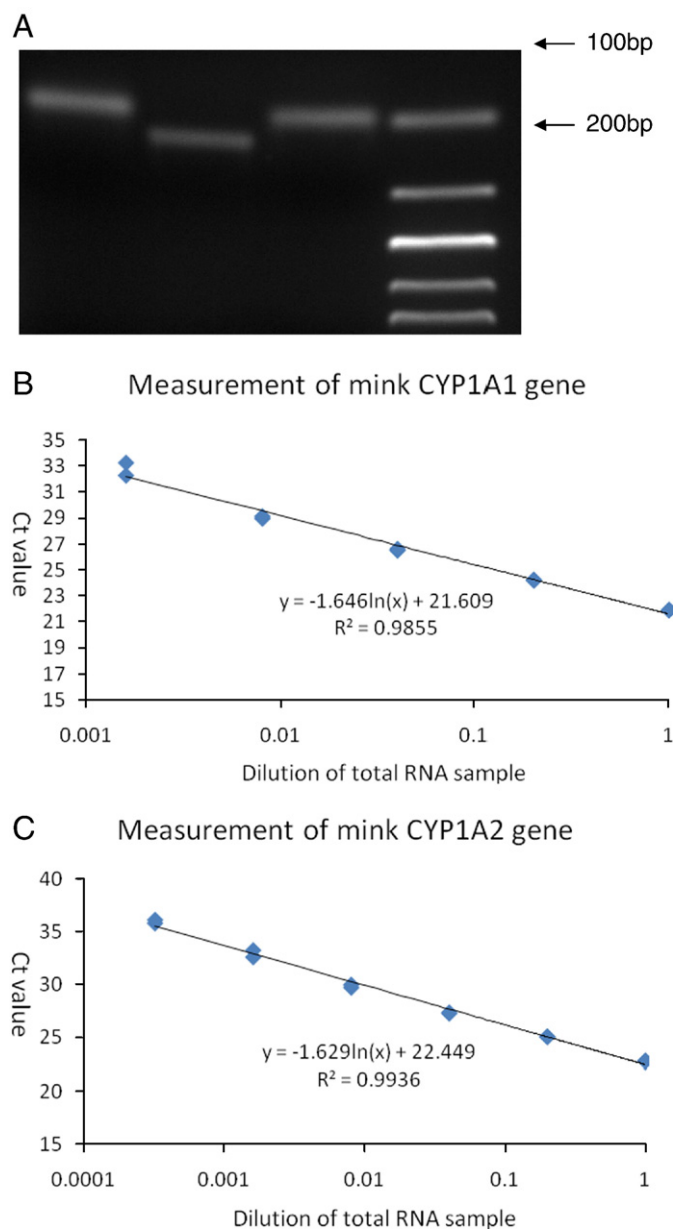 A
100bp
200bp
B
Measurement of mink CYP1A1 gene
35
33
31
29
27
25
23
21
19
17
15
Ct value
y = -1.646ln(x) + 21.609
R² = 0.9855
0.001
0.01
0.1
1
Dilution of total RNA sample
C
Measurement of mink CYP1A2 gene
40
35
30
25
20
15
Ct value
y = -1.629ln(x) + 22.449
R² = 0.9936
0.0001
0.001
0.01
0.1
1
Dilution of total RNA sample